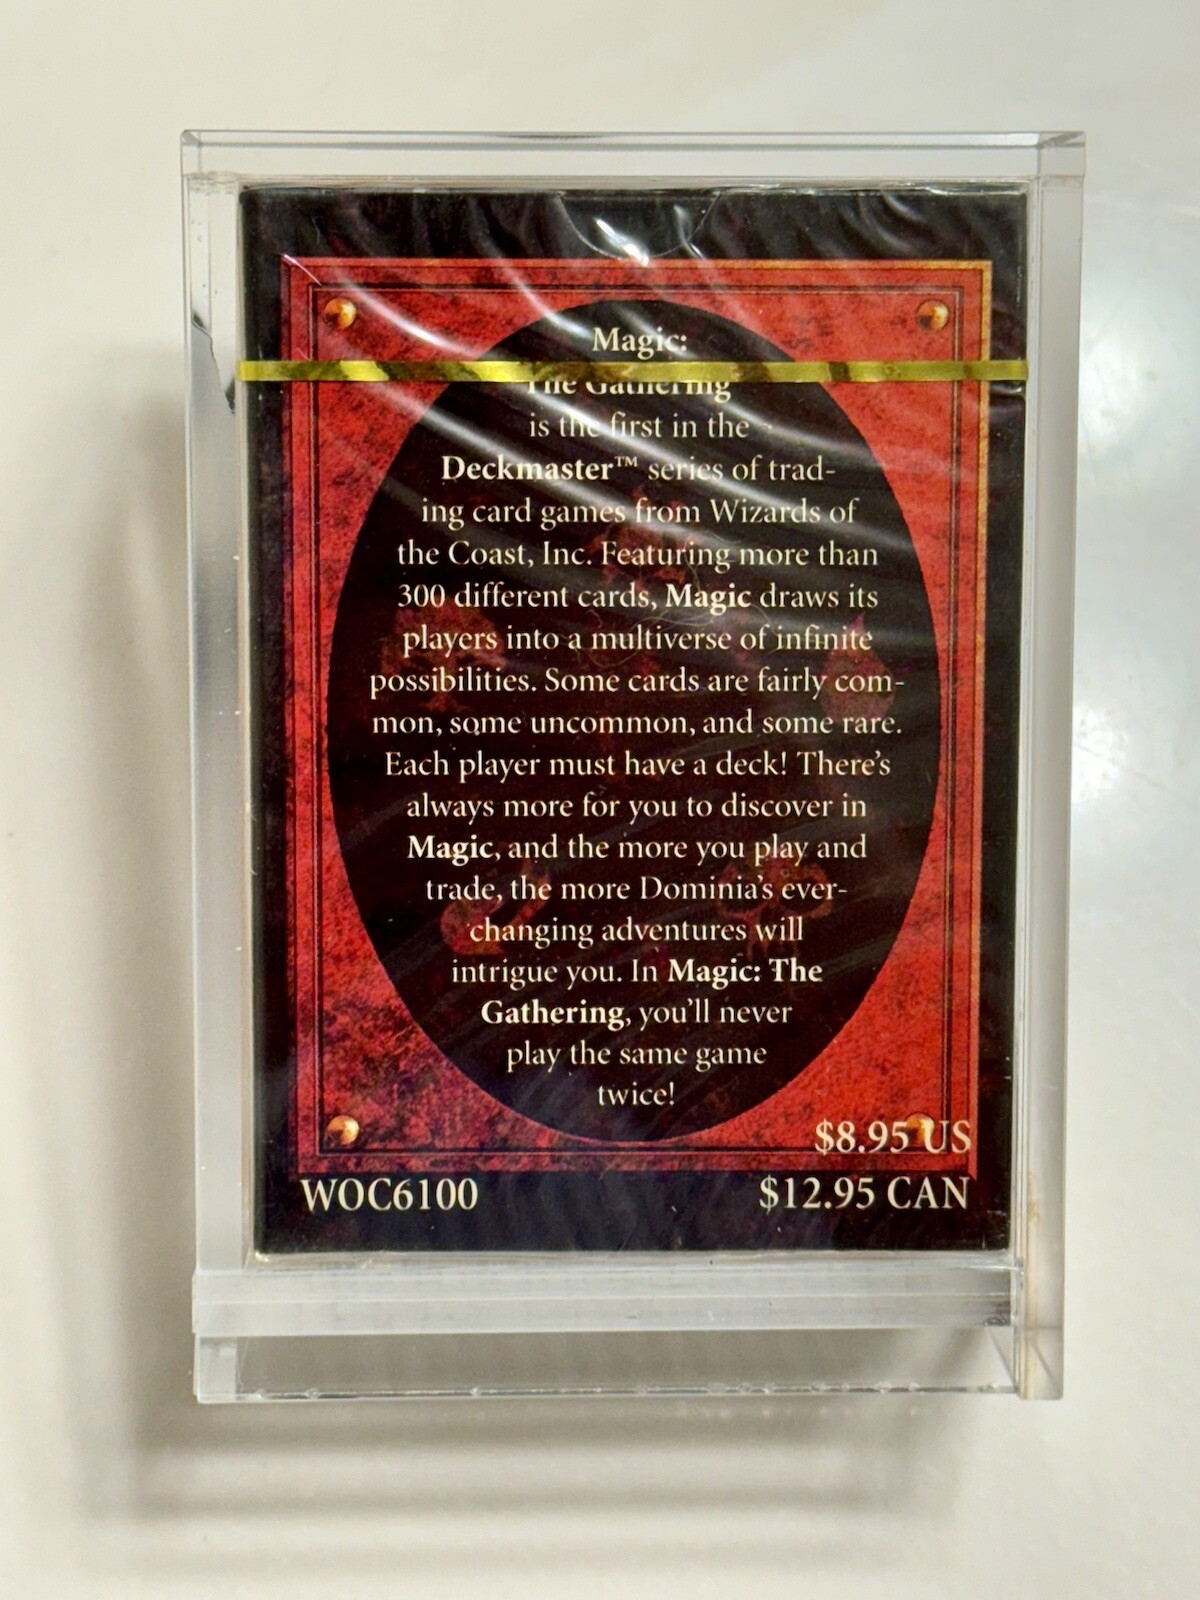 Magic:
The Gathering
is the first in the
Deckmaster™ series of trad-
ing card games from Wizards of
the Coast, Inc. Featuring more than
300 different cards, Magic draws its
players into a multiverse of infinite
possibilities. Some cards are fairly com-
mon, some uncommon, and some rare.
Each player must have a deck! There's
always more for you to discover in
Magic, and the more you play and
trade, the more Dominia's ever-
changing adventures will
intrigue you. In Magic: The
Gathering, you'll never
play the same game
twice!
$8.95 US
WOC6100 $12.95 CAN